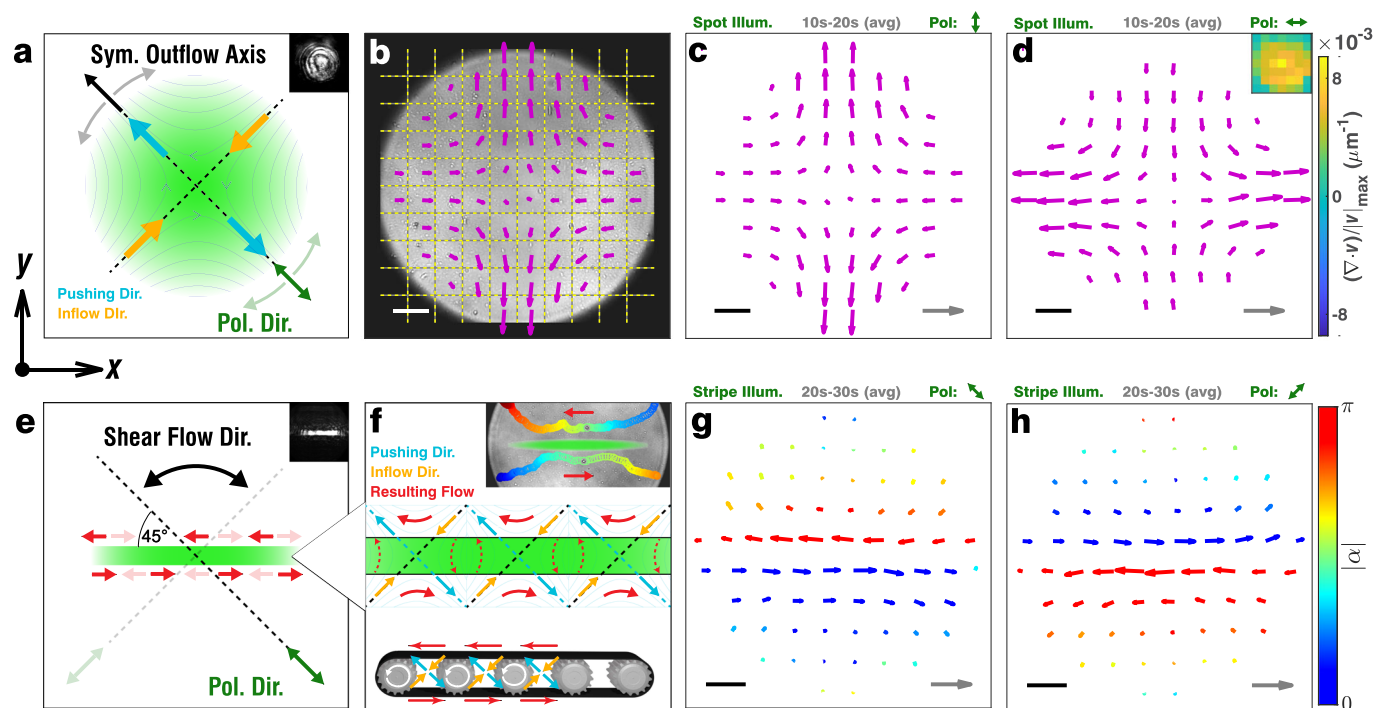 Spot Illum. 10s-20s (avg) Pol:
Spot Illum. 10s-20s (avg) Pol:
a
Sym. Outflow Axis
Pushing Dir.
Inflow DIr.
Pol. Dir.
b
c
d
× 10⁻³
8
0
-8
(∇·v)/|v|max (μm⁻¹)
y
x
Stripe Illum. 20s-30s (avg) Pol:
Stripe Illum. 20s-30s (avg) Pol:
e
Shear Flow Dir.
45°
Pol. Dir.
f
Pushing Dir.
Inflow Dir.
Resulting Flow
g
h
π
|α|
0